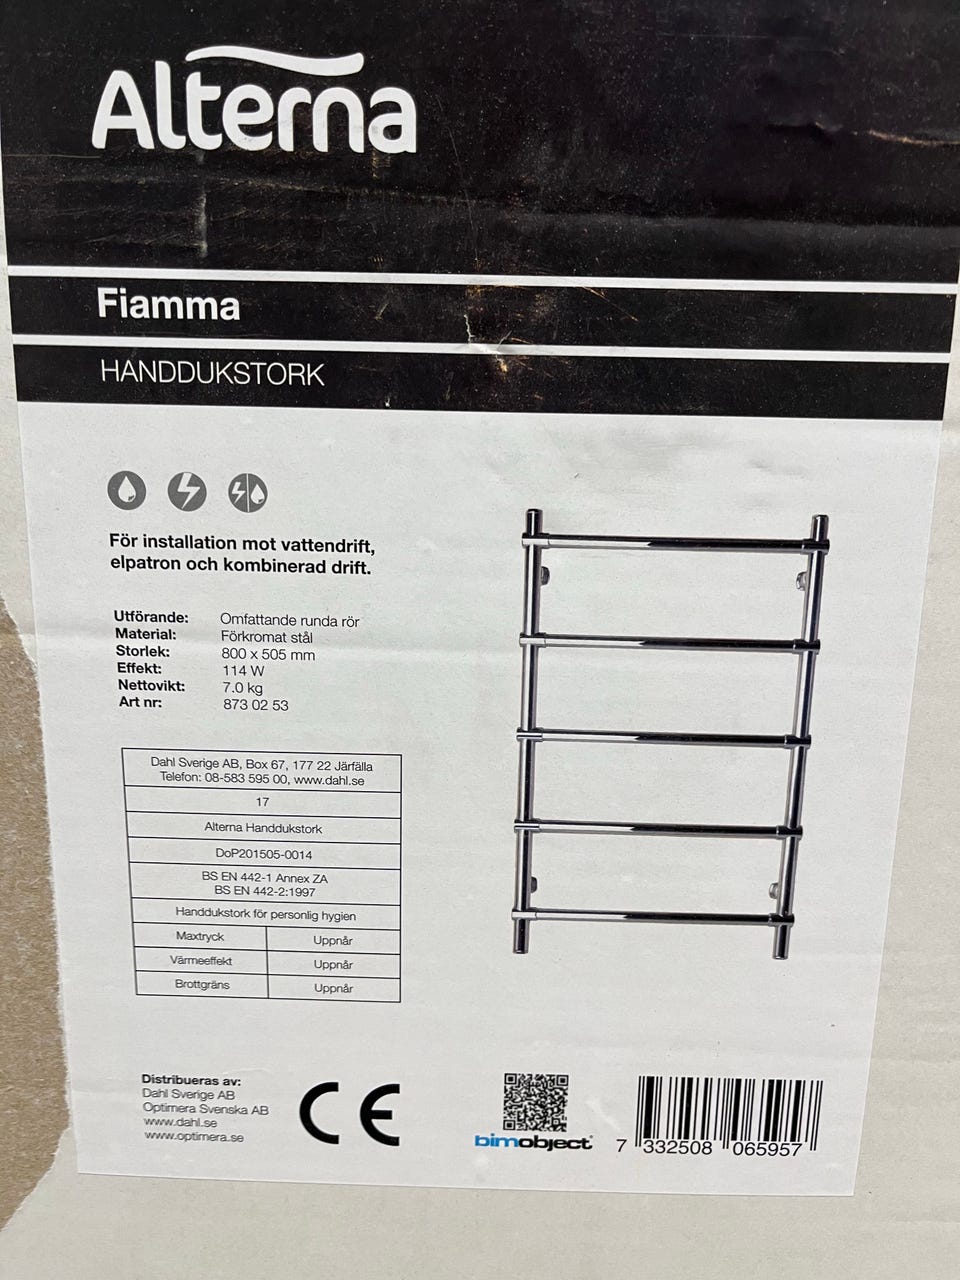 Alterna
Fiamma
HANDDUKSTORK
För installation mot vattendrift,
elpatron och kombinerad drift.
Utförande: Omfattande runda rör
Material: Förkromat stål
Storlek: 800 x 505 mm
Effekt: 114 W
Nettovikt: 7.0 kg
Art nr: 873 02 53
Dahl Sverige AB, Box 67, 177 22 Järfälla
Telefon: 08-583 595 00, www.dahl.se
17
Alterna Handdukstork
DoP201505-0014
BS EN 442-1 Annex ZA
BS EN 442-2:1997
Handdukstork för personlig hygien
Maxtryck Uppnår
Värmeeffekt Uppnår
Brottgräns Uppnår
Distribueras av:
Dahl Sverige AB
Optimera Svenska AB
www.dahl.se
www.optimera.se
CE
bimobject
7 332508 065957